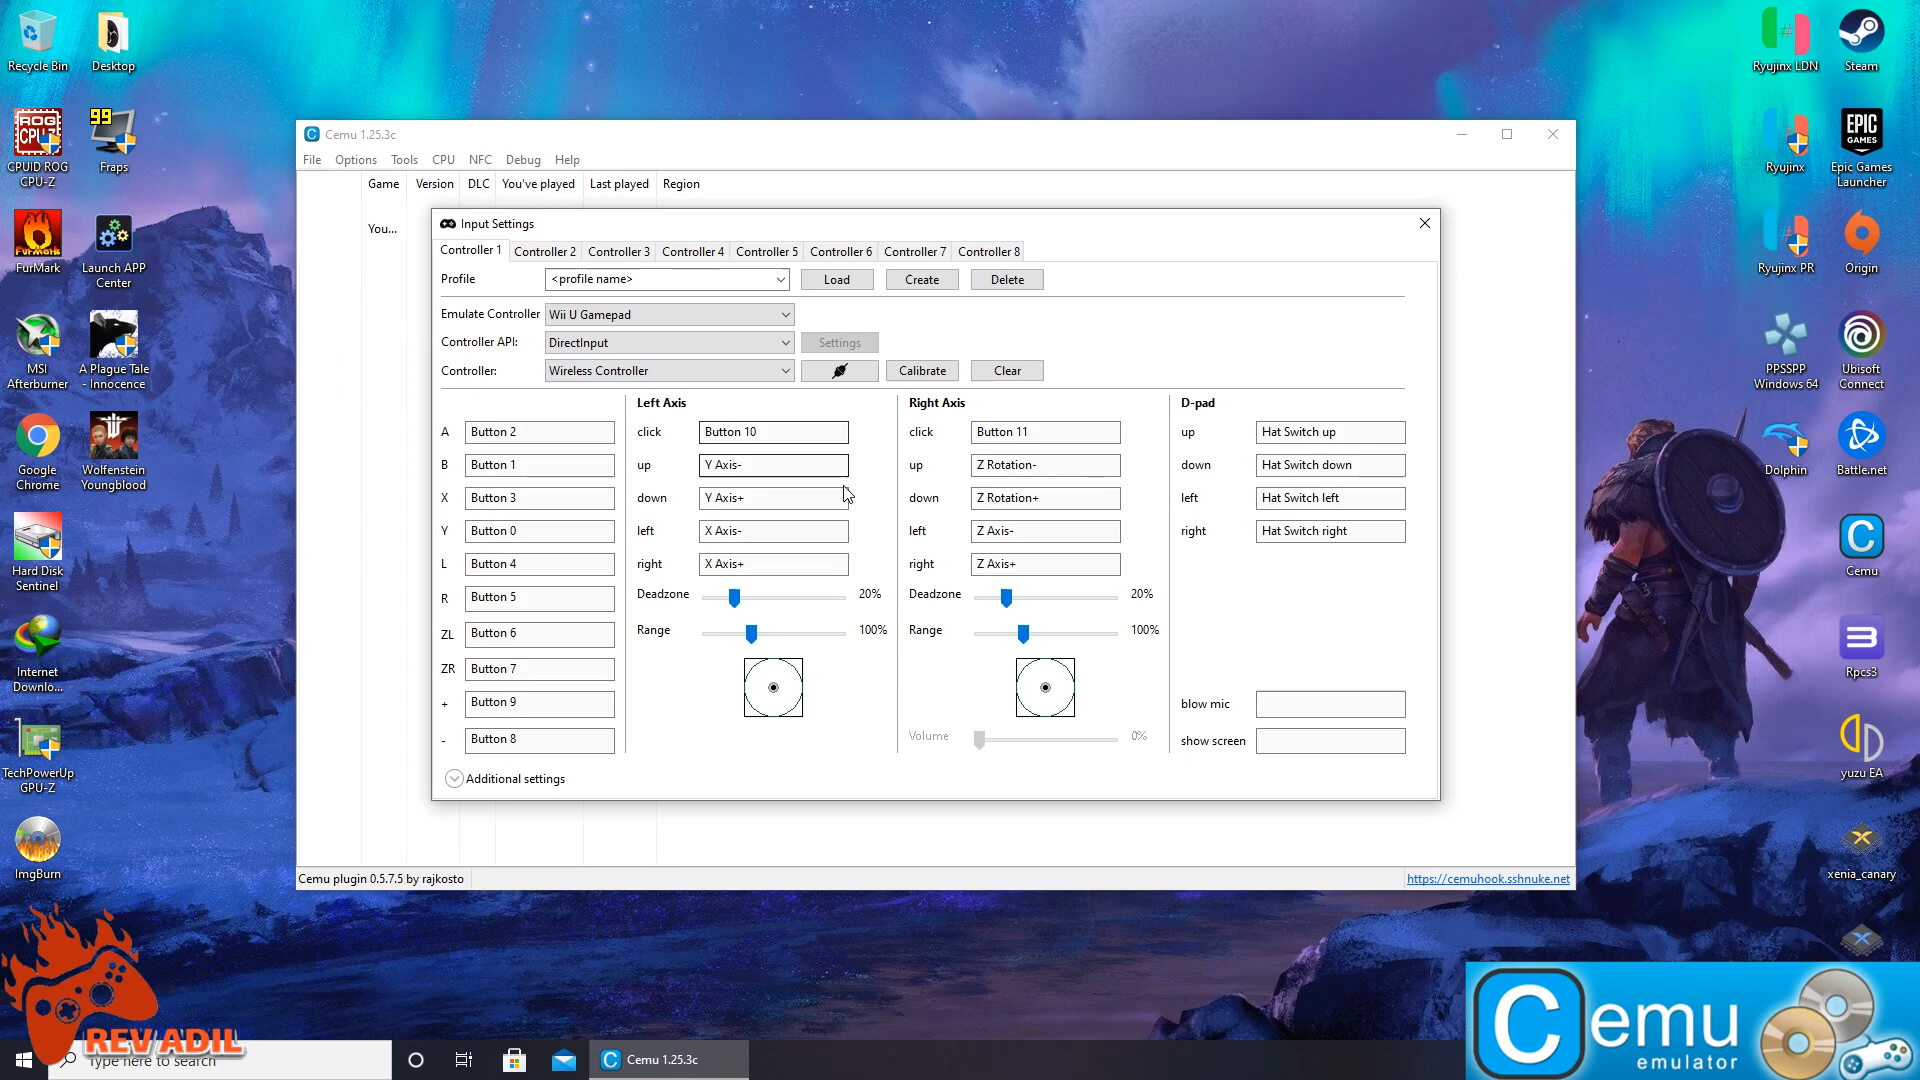 Recycle Bin
Desktop
Ryujinx LDN
Steam
ROG
CPU-Z
CPUID ROG
CPU-Z
99
Fraps
Ryujinx
EPIC
GAMES
Epic Games
Launcher
FurMark
FurMark
Launch APP
Center
Ryujinx PR
Origin
MSI
Afterburner
A Plague Tale
- Innocence
PPSSPP
Windows 64
Ubisoft
Connect
Google
Chrome
Wolfenstein
Youngblood
Dolphin
Battle.net
Hard Disk
Sentinel
Cemu
Internet
Downlo...
Rpcs3
TechPowerUp
GPU-Z
yuzu EA
ImgBurn
xenia_canary
Cemu 1.25.3c
File Options Tools CPU NFC Debug Help
Game Version DLC You've played Last played Region
You...
Input Settings
Controller 1 Controller 2 Controller 3 Controller 4 Controller 5 Controller 6 Controller 7 Controller 8
Profile <profile name> Load Create Delete
Emulate Controller Wii U Gamepad
Controller API: DirectInput Settings
Controller: Wireless Controller Calibrate Clear
Left Axis Right Axis D-pad
A Button 2 click Button 10 click Button 11 up Hat Switch up
B Button 1 up Y Axis- up Z Rotation- down Hat Switch down
X Button 3 down Y Axis+ down Z Rotation+ left Hat Switch left
Y Button 0 left X Axis- left Z Axis- right Hat Switch right
L Button 4 right X Axis+ right Z Axis+
R Button 5 Deadzone 20% Deadzone 20%
ZL Button 6 Range 100% Range 100%
ZR Button 7
+ Button 9 blow mic
- Button 8 Volume 0% show screen
Additional settings
Cemu plugin 0.5.7.5 by rajkosto https://cemuhook.sshnuke.net
REV ADIL
Type here to search
Cemu 1.25.3c
Cemu
emulator